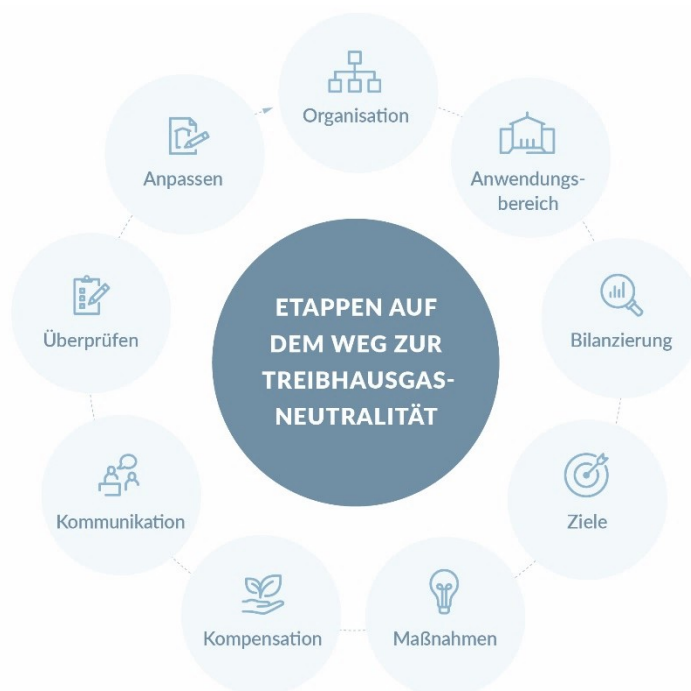 Organisation
Anwendungs-
bereich
Bilanzierung
Ziele
Maßnahmen
Kompensation
Kommunikation
Überprüfen
Anpassen
ETAPPEN AUF
DEM WEG ZUR
TREIBHAUSGAS-
NEUTRALITÄT